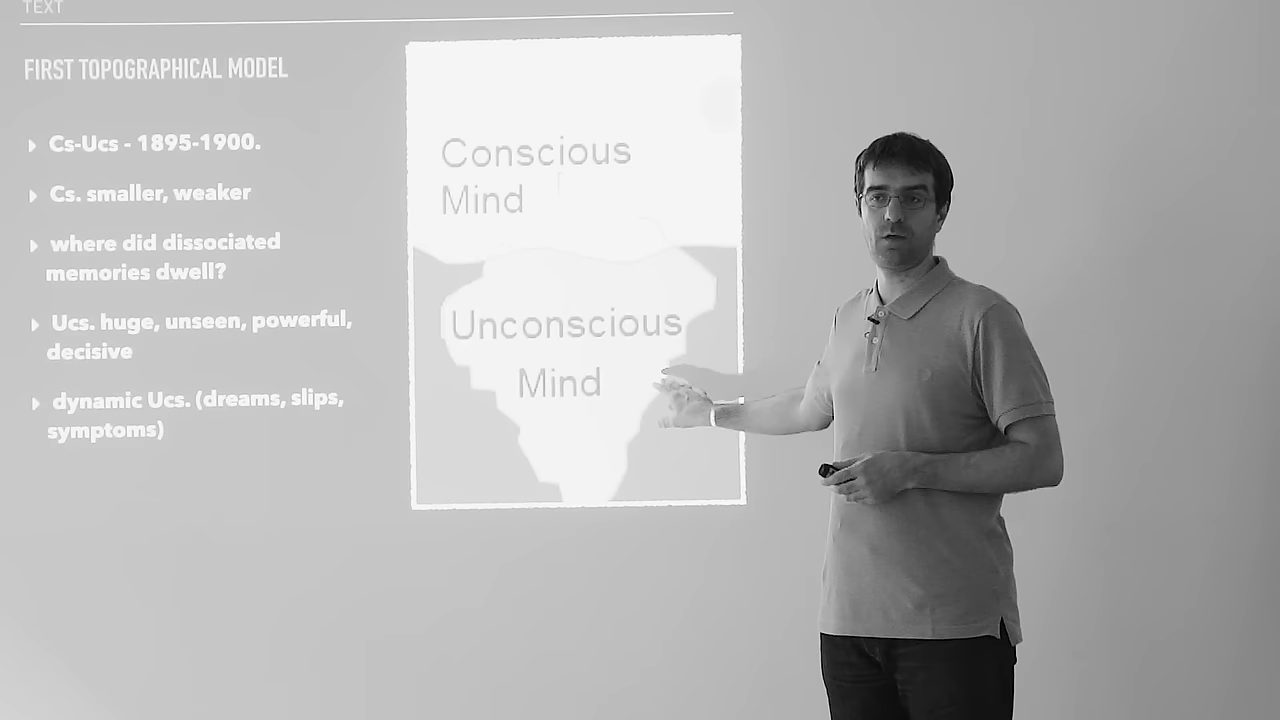 TEXT
FIRST TOPOGRAPHICAL MODEL
Cs-Ucs - 1895-1900.
Cs. smaller, weaker
where did dissociated
memories dwell?
Ucs. huge, unseen, powerful,
decisive
dynamic Ucs. (dreams, slips,
symptoms)
Conscious
Mind
Unconscious
Mind